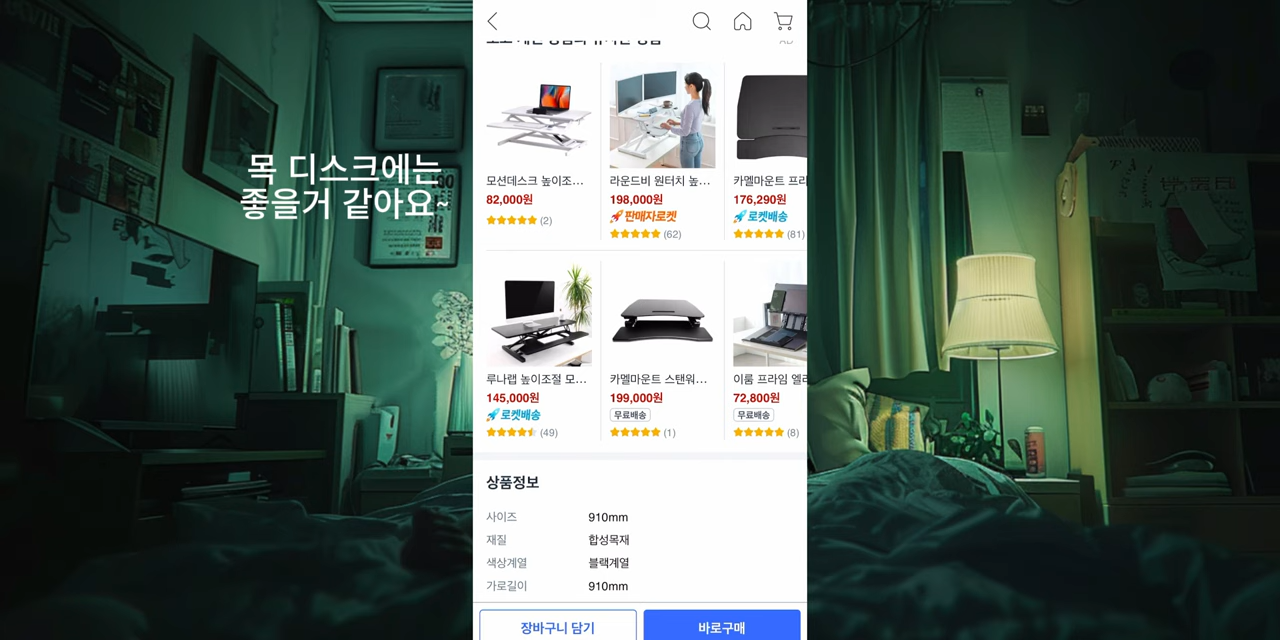 목 디스크에는
좋을거 같아요~
AD
모션데스크 높이조...
82,000원
(2)
라운드비 원터치 높...
198,000원
판매자로켓
(62)
카멜마운트 프라
176,290원
로켓배송
(81)
루나랩 높이조절 모...
145,000원
로켓배송
(49)
카멜마운트 스탠워...
199,000원
무료배송
(1)
이룸 프라임 엘리
72,800원
무료배송
(8)
상품정보
사이즈 910mm
재질 합성목재
색상계열 블랙계열
가로길이 910mm
장바구니 담기
바로구매